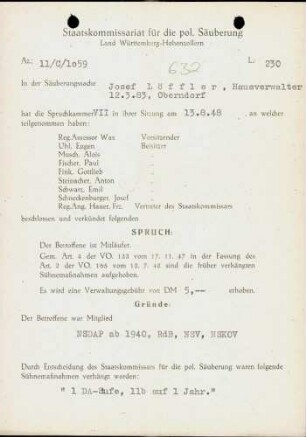 Staatskommissariat für die pol. Säuberung
Land Württemberg-Hohenzollern
Az.: 11/C/1o59
632
L: 230
In der Säuberungssache Josef Löffler, Hausverwalter
12.3.83, Oberndorf
hat die Spruchkammer VII in ihrer Sitzung am 13.8.48 an welcher
teilgenommen haben:
Reg.Assessor Wax Vorsitzender
Uhl, Eugen Beisitzer
Mosch, Alois
Fischer, Paul
Fink, Gottlieb
Steinacher, Anton
Schwarz, Emil
Schneckenburger, Josef
Reg.Ang. Hauer, Frz. Vertreter des Staatskommissars
beschlossen und verkündet folgenden
SPRUCH:
Der Betroffene ist Mitläufer.
Gem. Art. 4 der VO. 133 vom 17. 11. 47 in der Fassung des
Art. 2 der VO. 166 vom 13. 7. 48 sind die früher verhängten
Sühnemaßnahmen aufgehoben.
Es wird eine Verwaltungsgebühr von DM 5,-- erhoben.
Gründe:
Der Betroffene war Mitglied
NSDAP ab 1940, RdB, NSV, NSKOV
Durch Entscheidung des Staatskommissars für die pol. Säuberung waren folgende
Sühnemaßnahmen verhängt werden:
"1 DA-Stufe, 11b auf 1 Jahr."